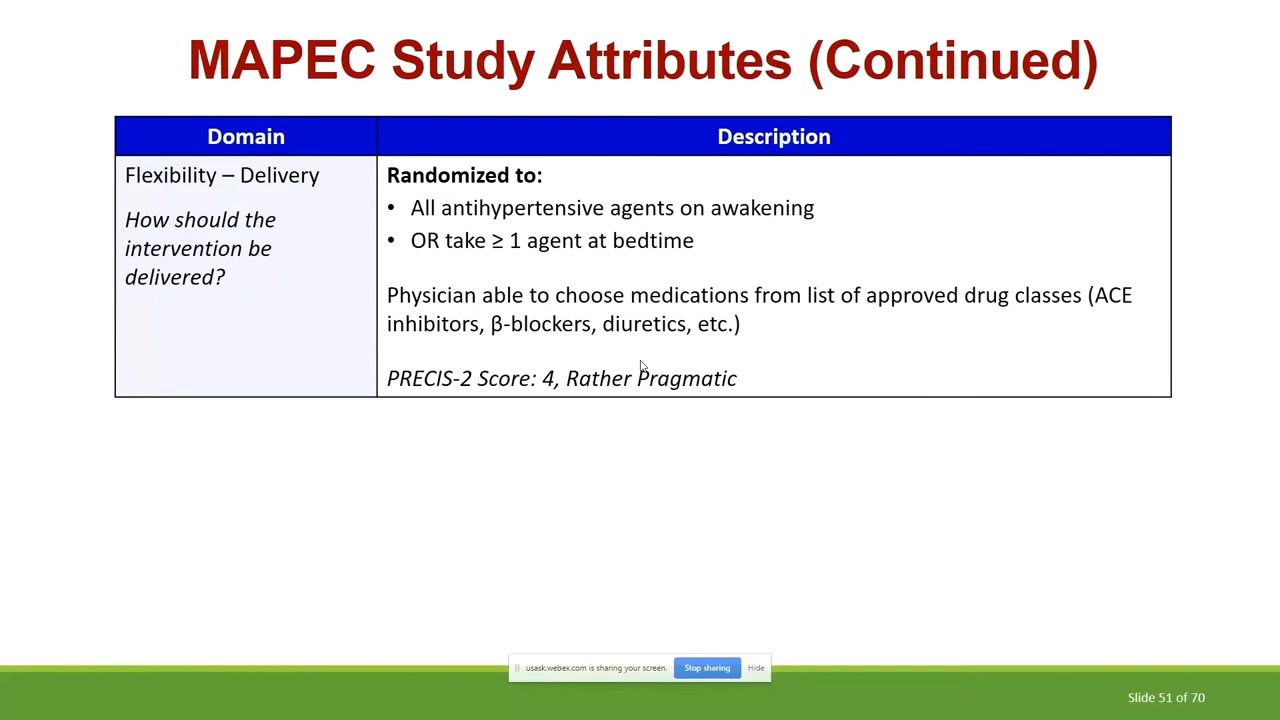 MAPEC Study Attributes (Continued)
Domain
Description
Flexibility – Delivery
How should the
intervention be
delivered?
Randomized to:
• All antihypertensive agents on awakening
• OR take ≥ 1 agent at bedtime
Physician able to choose medications from list of approved drug classes (ACE
inhibitors, β-blockers, diuretics, etc.)
PRECIS-2 Score: 4, Rather Pragmatic
usask.webex.com is sharing your screen.
Stop sharing
Hide
Slide 51 of 70